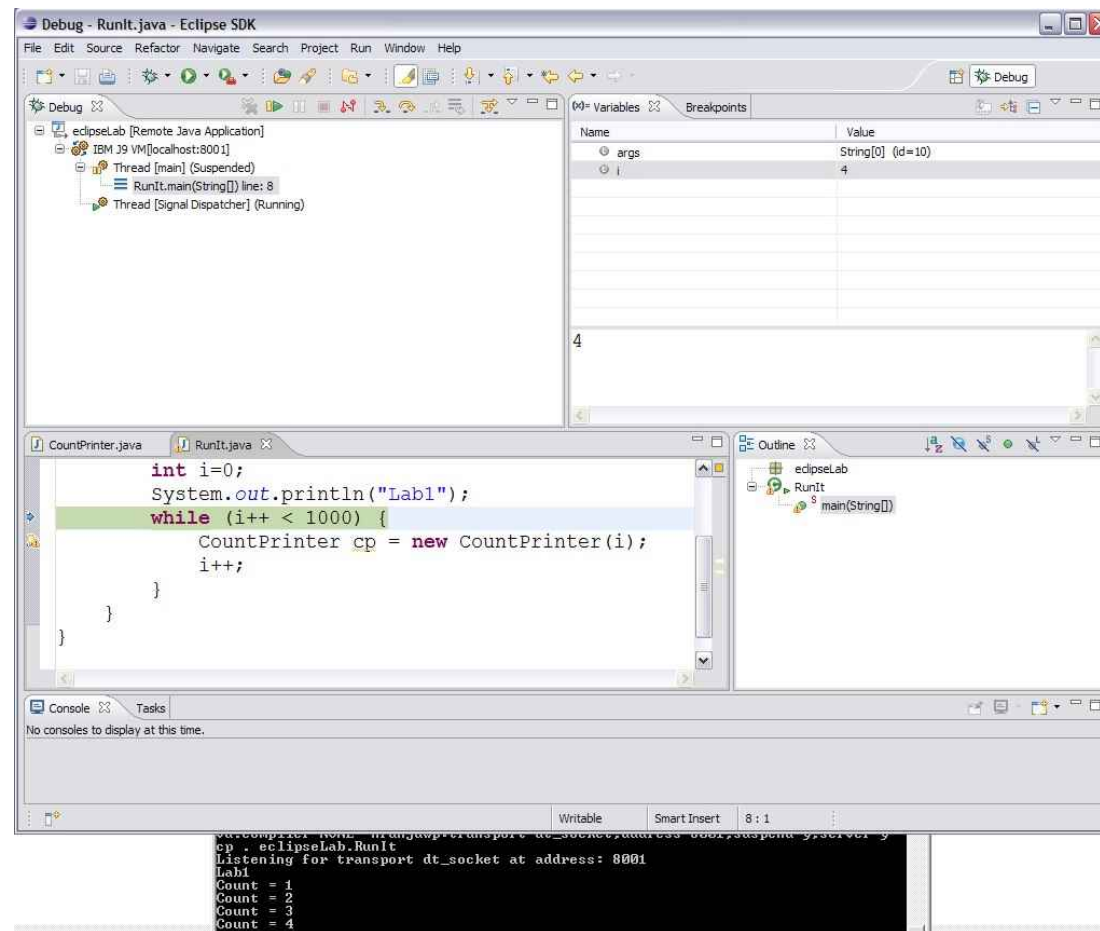 Debug - RunIt.java - Eclipse SDK
File Edit Source Refactor Navigate Search Project Run Window Help
Debug
Debug
eclipseLab [Remote Java Application]
IBM J9 VM[localhost:8001]
Thread [main] (Suspended)
RunIt.main(String[]) line: 8
Thread [Signal Dispatcher] (Running)
(x)= Variables Breakpoints
Name Value
args String[0] (id=10)
i 4
4
CountPrinter.java RunIt.java
int i=0;
System.out.println("Lab1");
while (i++ < 1000) {
CountPrinter cp = new CountPrinter(i);
i++;
}
}
}
Outline
eclipseLab
RunIt
S main(String[])
Console Tasks
No consoles to display at this time.
Writable Smart Insert 8 : 1
cp . eclipseLab.RunIt
Listening for transport dt_socket at address: 8001
Lab1
Count = 1
Count = 2
Count = 3
Count = 4